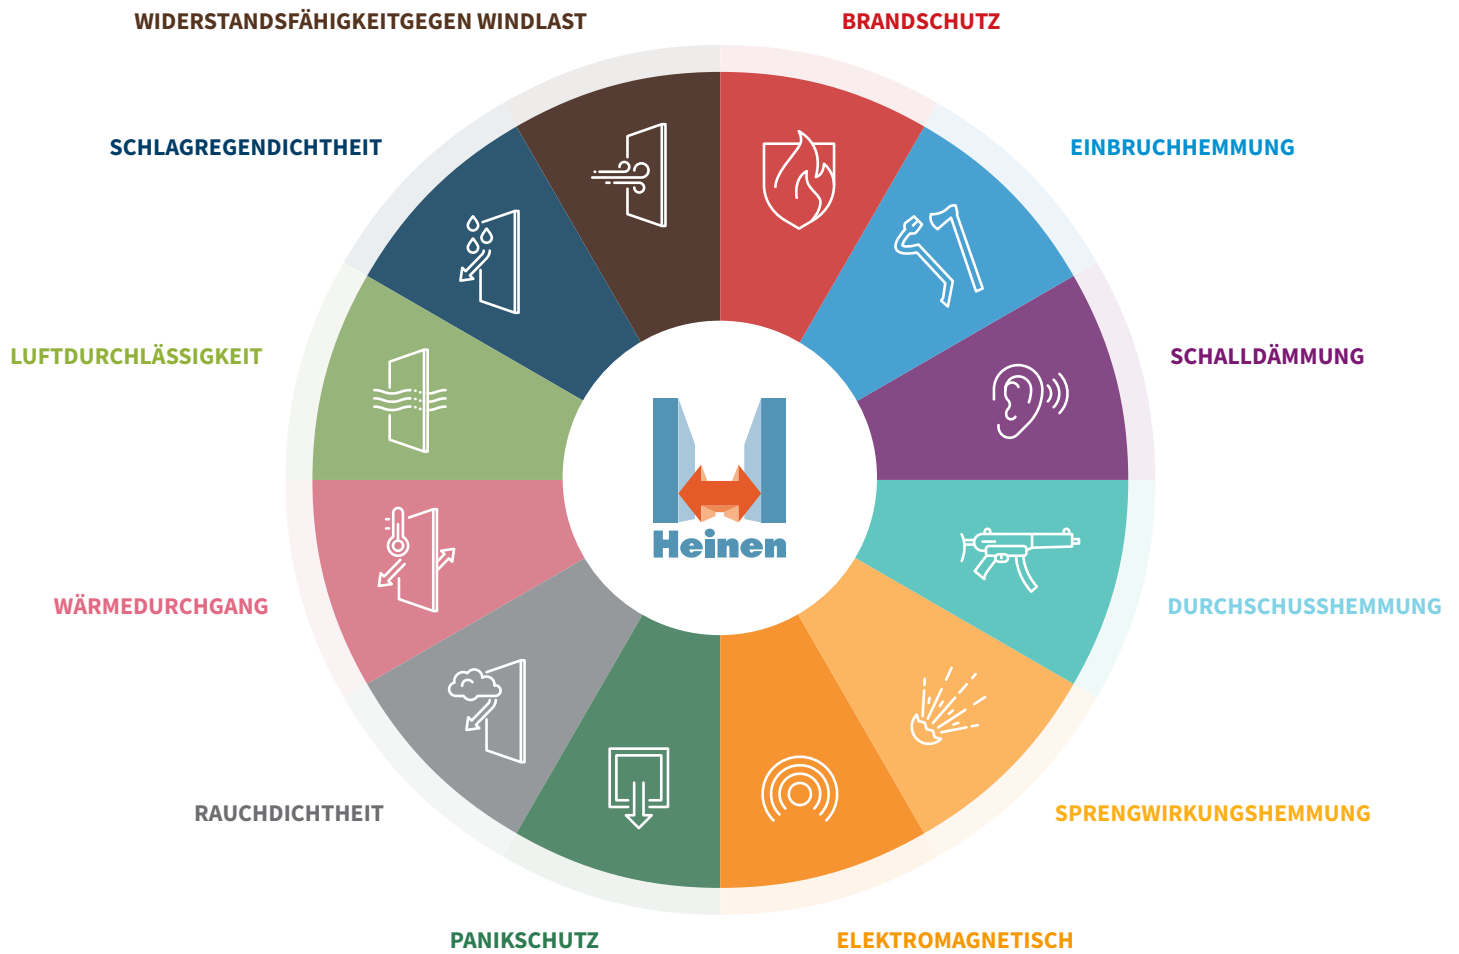 WIDERSTANDSFÄHIGKEITGEGEN WINDLAST
BRANDSCHUTZ
SCHLAGREGENDICHTHEIT
EINBRUCHHEMMUNG
LUFTDURCHLÄSSIGKEIT
SCHALLDÄMMUNG
Heinen
WÄRMEDURCHGANG
DURCHSCHUSSHEMMUNG
RAUCHDICHTHEIT
SPRENGWIRKUNGSHEMMUNG
PANIKSCHUTZ
ELEKTROMAGNETISCH